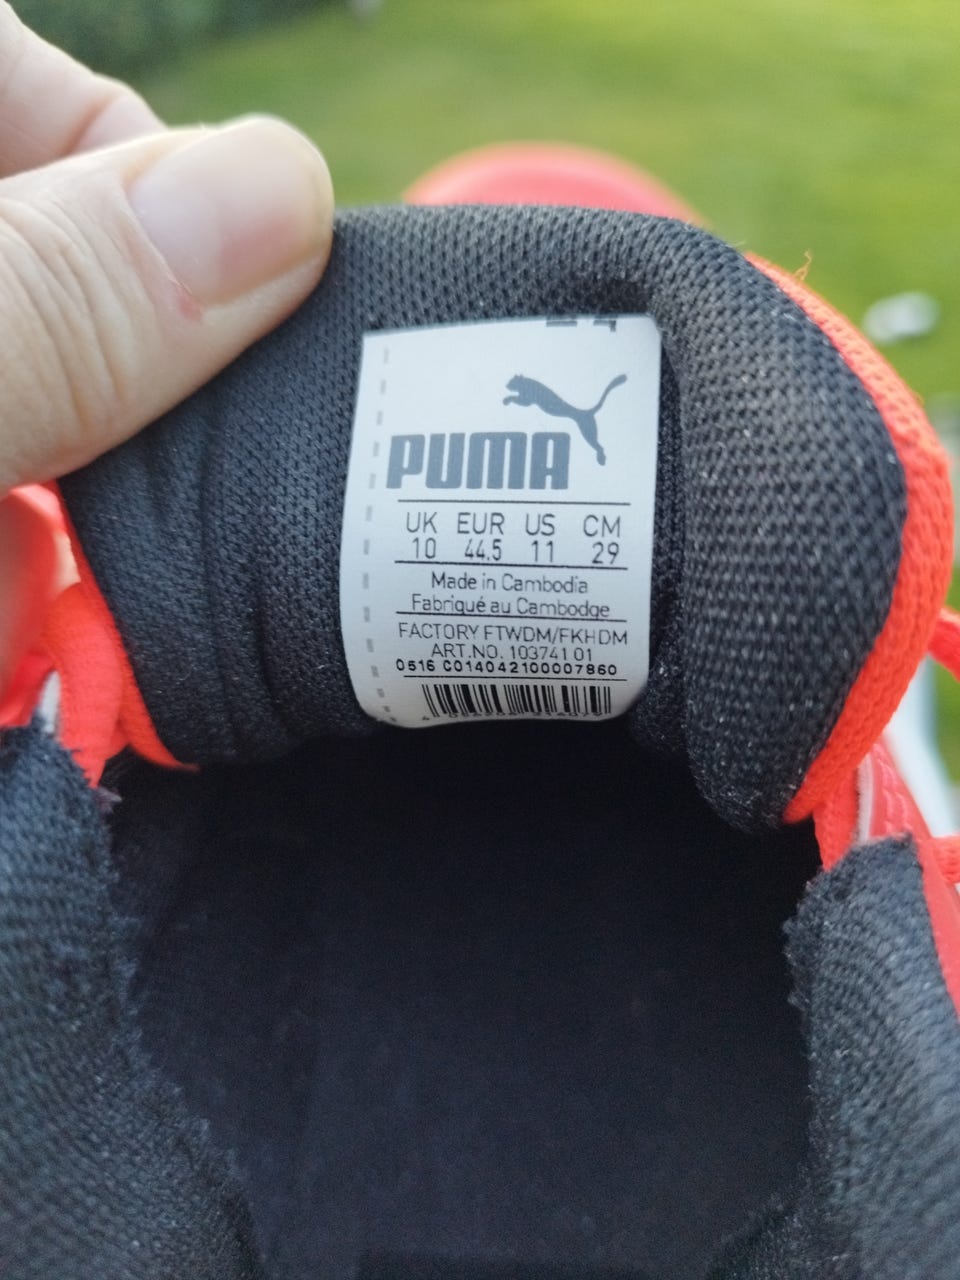 PUMA
UK EUR US CM
10 44.5 11 29
Made in Cambodia
Fabriqué au Cambodge
FACTORY FTWDM/FKHDM
ART.NO. 103741 01
0516 C014042100007860